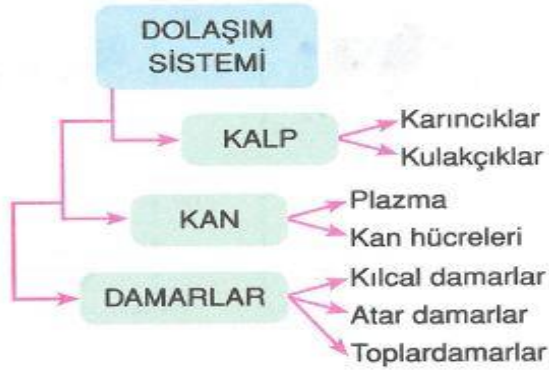 DOLAŞIM
SİSTEMİ
KALP
Karıncıklar
Kulakçıklar
KAN
Plazma
Kan hücreleri
DAMARLAR
Kılcal damarlar
Atar damarlar
Toplardamarlar